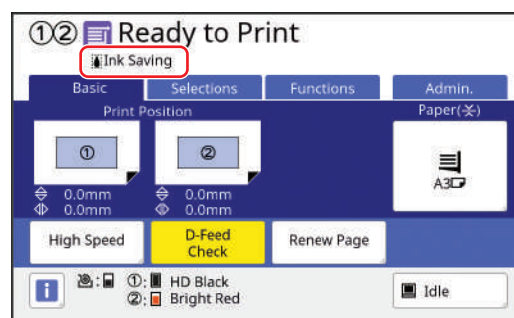 ①② Ready to Print
Ink Saving
Basic Selections Functions Admin.
Print Position Paper(⚹)
① ②
A3
0.0mm 0.0mm
0.0mm 0.0mm
High Speed D-Feed Check Renew Page
i ①: HD Black
②: Bright Red
Idle